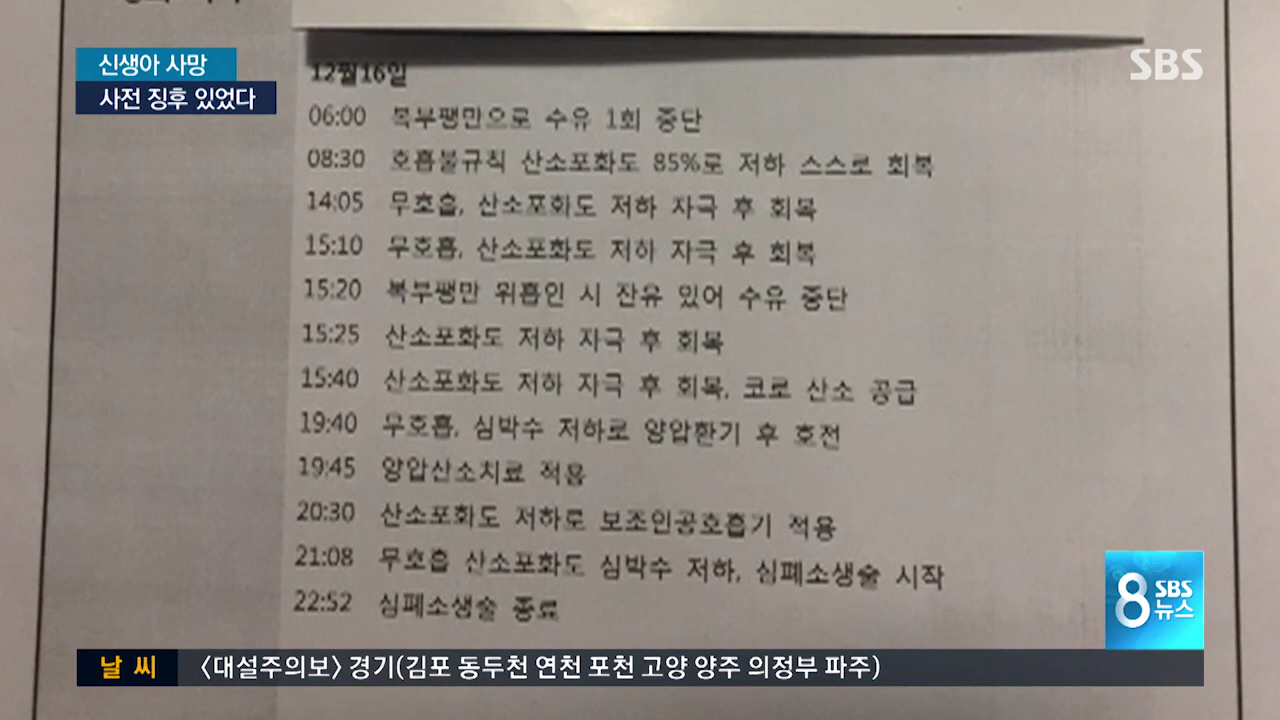 신생아 사망
사전 징후 있었다
SBS
12월16일
06:00 복부팽만으로 수유 1회 중단
08:30 호흡불규칙 산소포화도 85%로 저하 스스로 회복
14:05 무호흡, 산소포화도 저하 자극 후 회복
15:10 무호흡, 산소포화도 저하 자극 후 회복
15:20 복부팽만 위흡인 시 잔유 있어 수유 중단
15:25 산소포화도 저하 자극 후 회복
15:40 산소포화도 저하 자극 후 회복, 코로 산소 공급
19:40 무호흡, 심박수 저하로 양압환기 후 호전
19:45 양압산소치료 적용
20:30 산소포화도 저하로 보조인공호흡기 적용
21:08 무호흡 산소포화도 심박수 저하, 심폐소생술 시작
22:52 심폐소생술 종료
8 SBS
뉴스
날씨 〈대설주의보〉 경기(김포 동두천 연천 포천 고양 양주 의정부 파주)